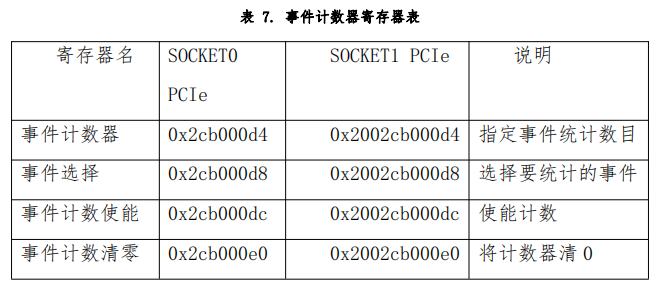 表 7. 事件计数器寄存器表
寄存器名 SOCKET0 PCIe SOCKET1 PCIe 说明
事件计数器 0x2cb000d4 0x2002cb000d4 指定事件统计数目
事件选择 0x2cb000d8 0x2002cb000d8 选择要统计的事件
事件计数使能 0x2cb000dc 0x2002cb000dc 使能计数
事件计数清零 0x2cb000e0 0x2002cb000e0 将计数器清 0